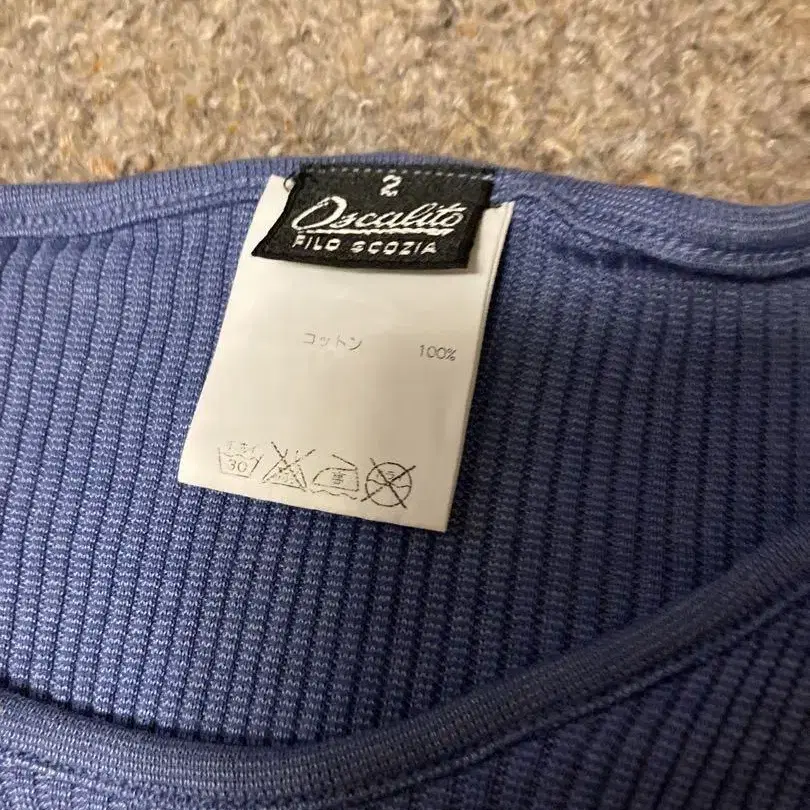 2
Oscalito
FILO SCOZIA
コットン 100%
30